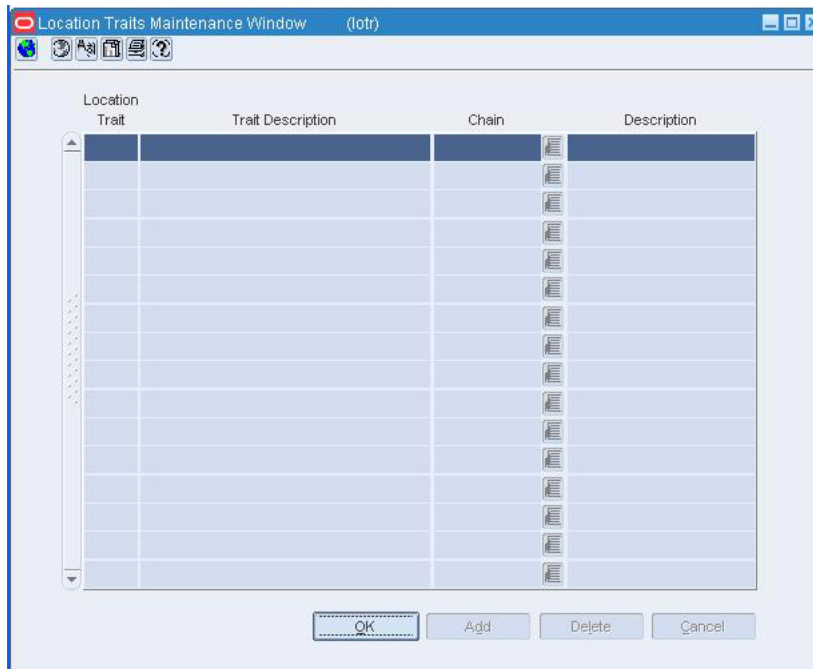 Location Traits Maintenance Window (lotr)
Location
Trait Trait Description Chain Description
OK Add Delete Cancel